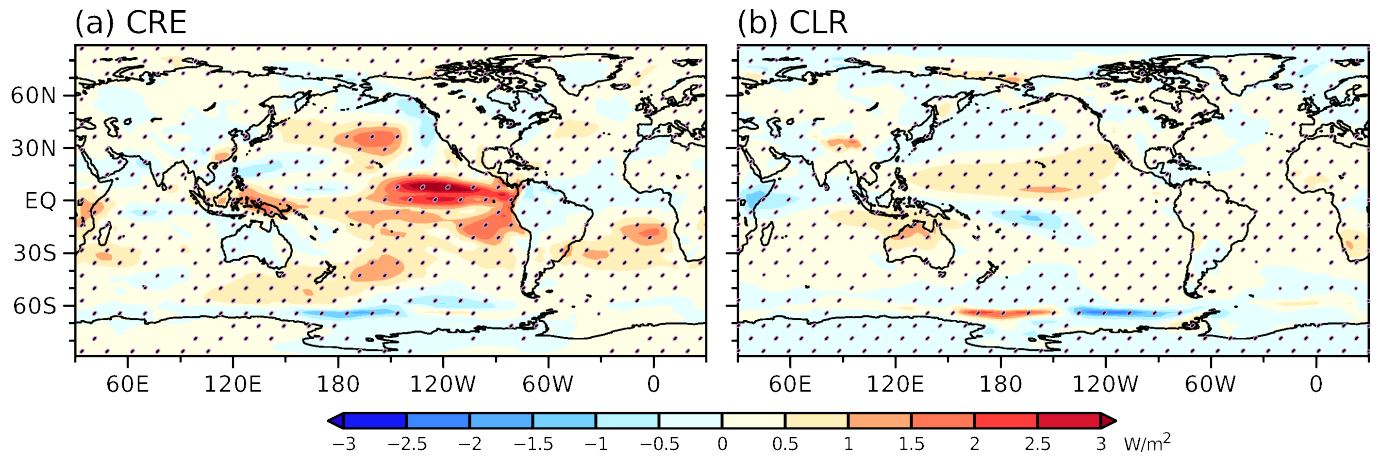 (a) CRE
(b) CLR
60N
30N
EQ
30S
60S
60E 120E 180 120W 60W 0
60E 120E 180 120W 60W 0
−3 −2.5 −2 −1.5 −1 −0.5 0 0.5 1 1.5 2 2.5 3 W/m²